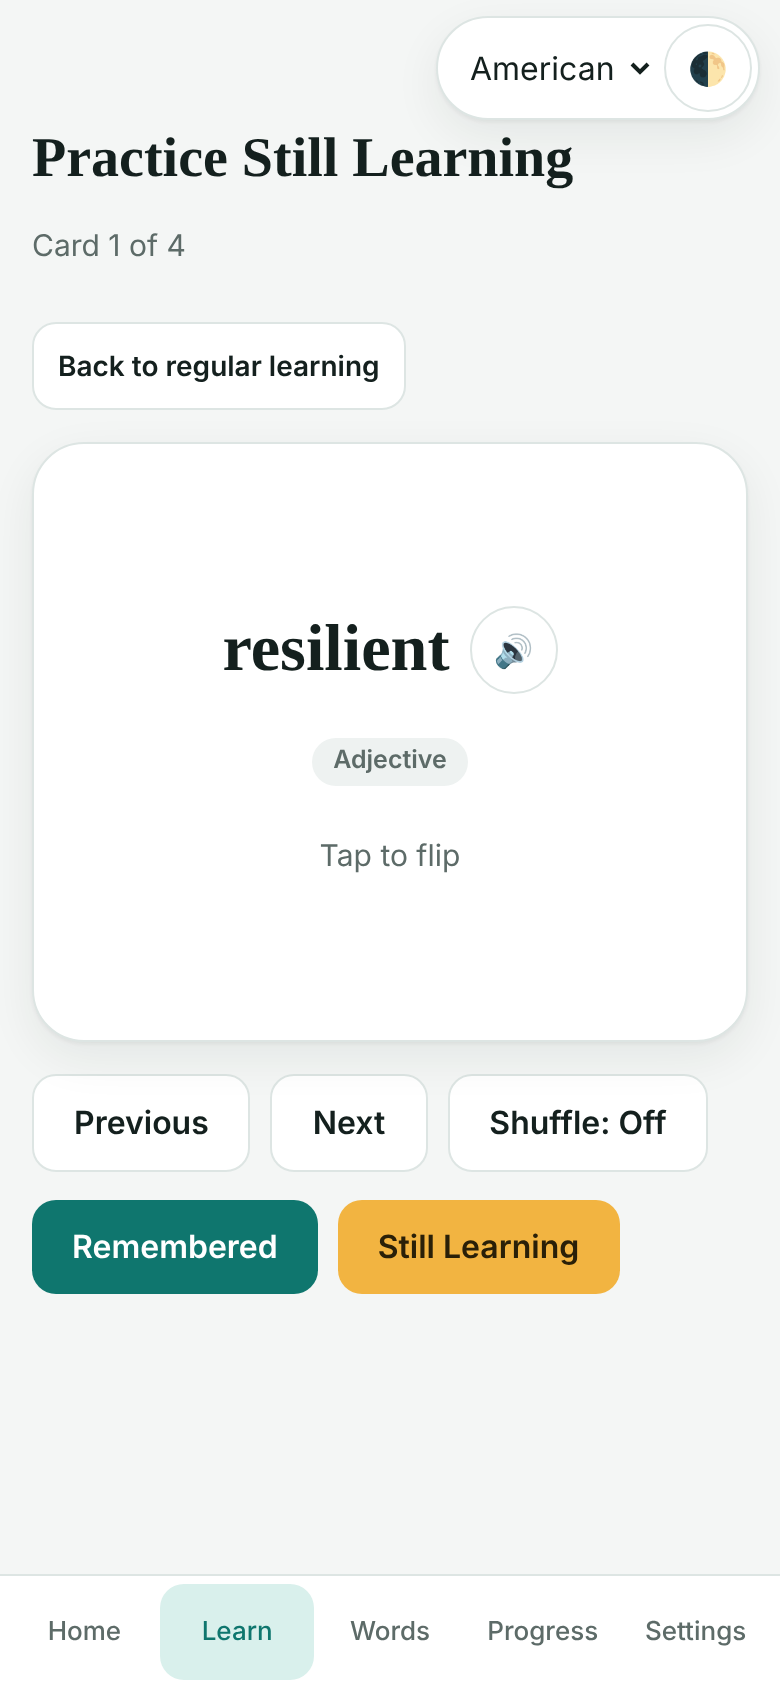 American
Practice Still Learning
Card 1 of 4
Back to regular learning
resilient
Adjective
Tap to flip
Previous Next Shuffle: Off
Remembered Still Learning
Home Learn Words Progress Settings